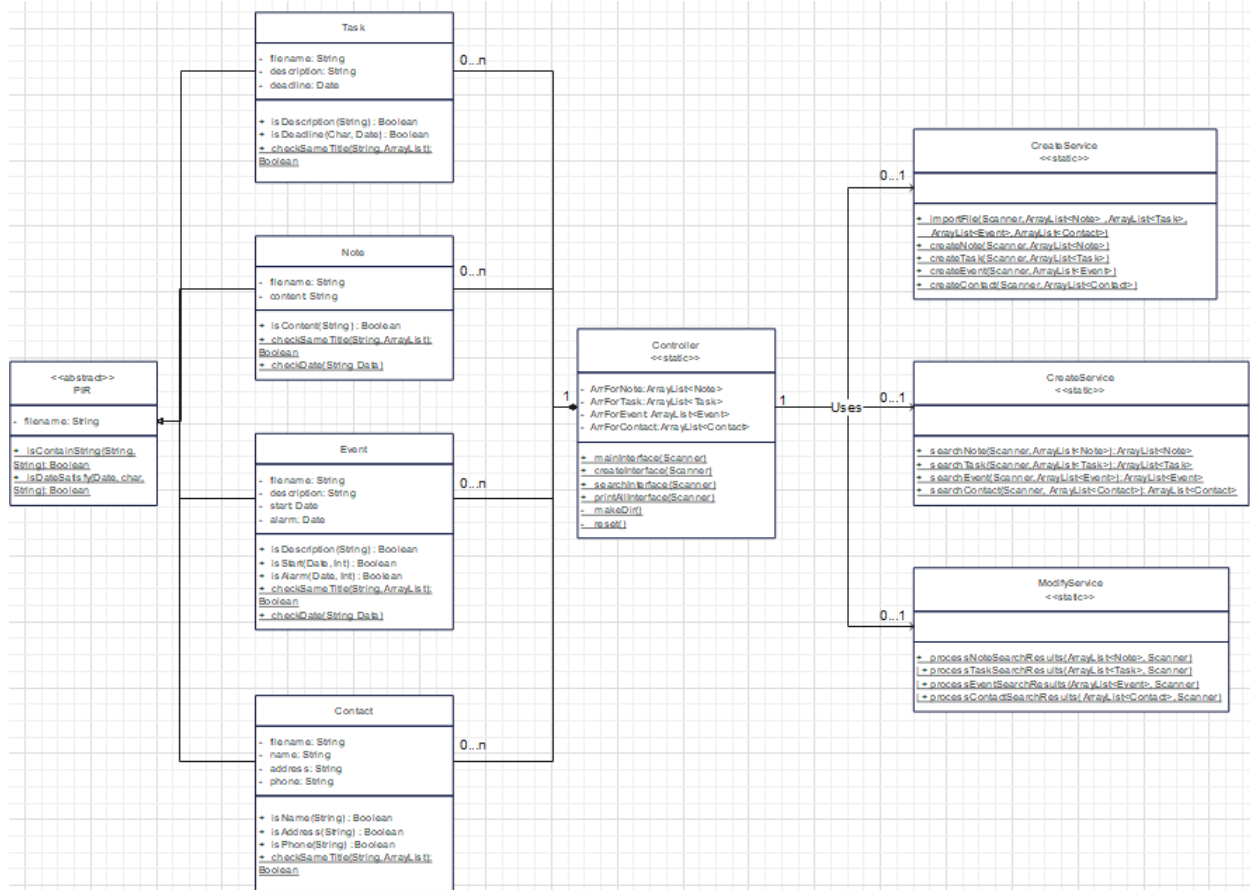 Task
- filename: String
- description: String
- deadline: Date
+ isDescription(String) : Boolean
+ isDeadline(Char, Date) : Boolean
+ checkSameTitle(String,ArrayList):
Boolean
0...n
Note
- filename: String
- content: String
+ isContent(String) : Boolean
+ checkSameTitle(String,ArrayList):
Boolean
+ checkDate(String Data)
0...n
<<abstract>>
PIR
- filename: String
+ isContainString(String,
String): Boolean
+ isDateSatisfy(Date, char,
String): Boolean
Event
- filename: String
- description: String
- start: Date
- alarm: Date
+ isDescription(String) : Boolean
+ isStart(Date, Int) : Boolean
+ isAlarm(Date, Int) : Boolean
+ checkSameTitle(String,ArrayList):
Boolean
+ checkDate(String Data)
0...n
Contact
- filename: String
- name: String
- address: String
- phone: String
+ isName(String) : Boolean
+ isAddress(String) : Boolean
+ isPhone(String) : Boolean
+ checkSameTitle(String,ArrayList):
Boolean
0...n
1
Controller
<<static>>
- ArrForNote: ArrayList<Note>
- ArrForTask: ArrayList<Task>
- ArrForEvent: ArrayList<Event>
- ArrForContact: ArrayList<Contact>
+ mainInterface(Scanner)
+ createInterface(Scanner)
+ searchInterface(Scanner)
+ printAllInterface(Scanner)
- makeDir()
- reset()
1
Uses
0...1
CreateService
<<static>>
+ importFile(Scanner,ArrayList<Note> ,ArrayList<Task>,
ArrayList<Event>,ArrayList<Contact>)
+ createNote(Scanner,ArrayList<Note>)
+ createTask(Scanner,ArrayList<Task>)
+ createEvent(Scanner,ArrayList<Event>)
+ createContact(Scanner,ArrayList<Contact>)
0...1
CreateService
<<static>>
+ searchNote(Scanner,ArrayList<Note>):ArrayList<Note>
+ searchTask(Scanner,ArrayList<Task>):ArrayList<Task>
+ searchEvent(Scanner,ArrayList<Event>):ArrayList<Event>
+ searchContact(Scanner, ArrayList<Contact>):ArrayList<Contact>
0...1
ModifyService
<<static>>
+ processNoteSearchResults(ArrayList<Note>, Scanner)
+ processTaskSearchResults(ArrayList<Task>, Scanner)
+ processEventSearchResults(ArrayList<Event>, Scanner)
+ processContactSearchResults( ArrayList<Contact>, Scanner)